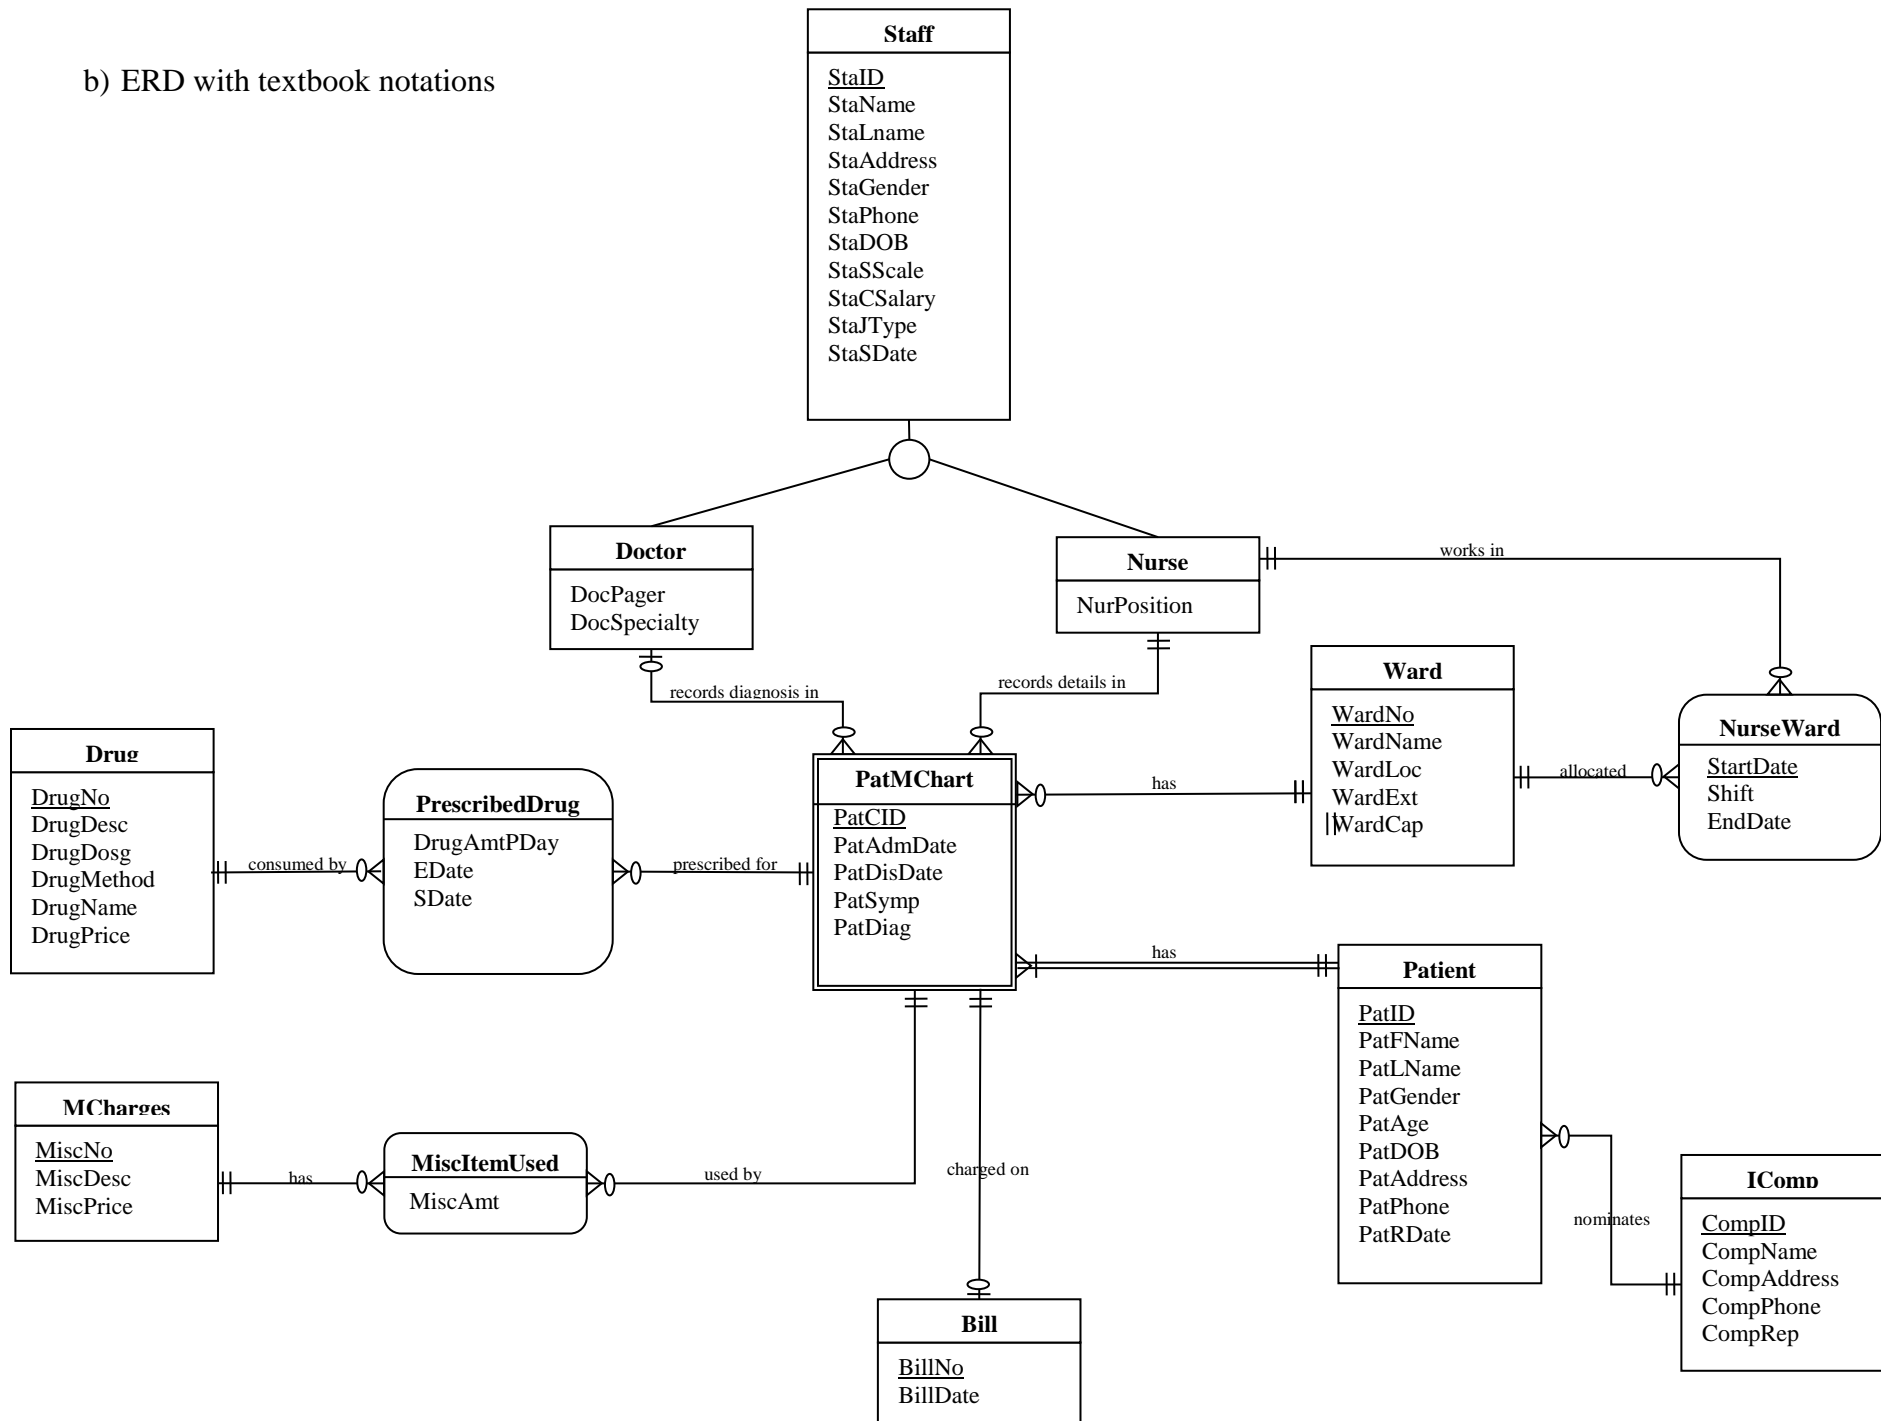 b) ERD with textbook notations
Staff
StaID
StaName
StaLname
StaAddress
StaGender
StaPhone
StaDOB
StaSScale
StaCSalary
StaJType
StaSDate
Doctor
DocPager
DocSpecialty
Nurse
NurPosition
works in
records diagnosis in
records details in
Ward
WardNo
WardName
WardLoc
WardExt
WardCap
NurseWard
StartDate
Shift
EndDate
allocated
Drug
DrugNo
DrugDesc
DrugDosg
DrugMethod
DrugName
DrugPrice
consumed by
PrescribedDrug
DrugAmtPDay
EDate
SDate
prescribed for
PatMChart
PatCID
PatAdmDate
PatDisDate
PatSymp
PatDiag
has
has
Patient
PatID
PatFName
PatLName
PatGender
PatAge
PatDOB
PatAddress
PatPhone
PatRDate
MCharges
MiscNo
MiscDesc
MiscPrice
has
MiscItemUsed
MiscAmt
used by
charged on
nominates
IComp
CompID
CompName
CompAddress
CompPhone
CompRep
Bill
BillNo
BillDate